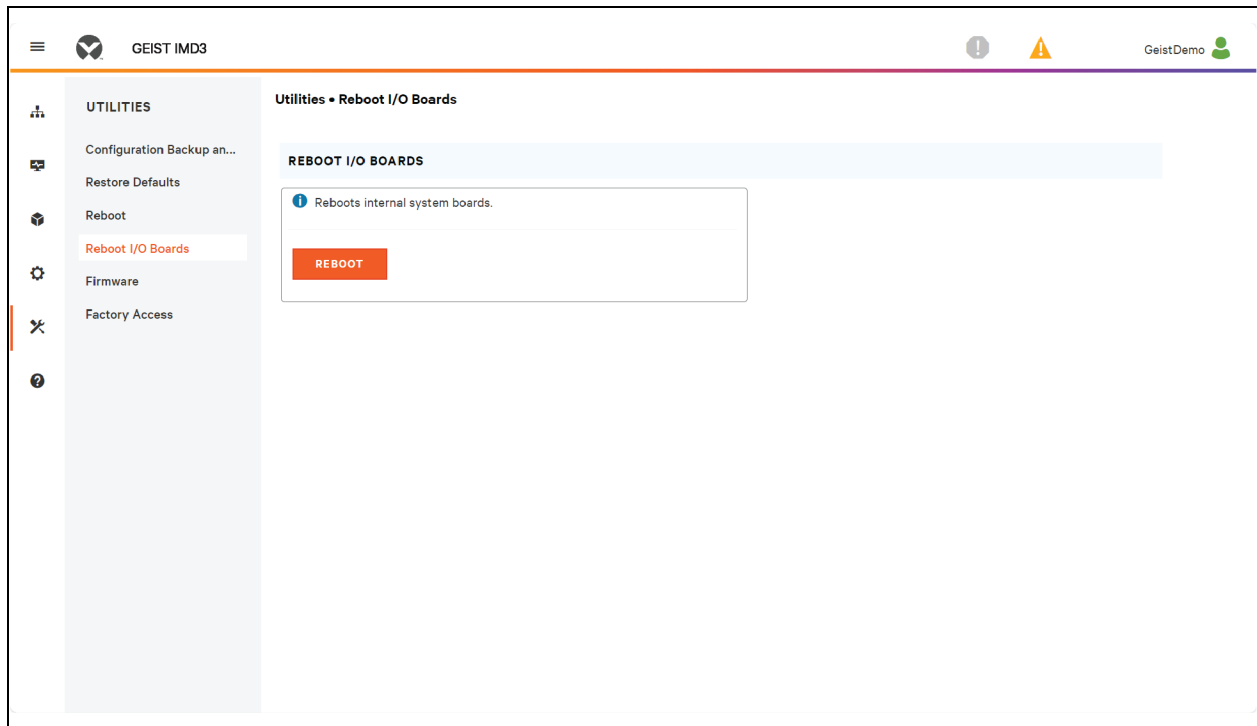 GEIST IMD3
GeistDemo
UTILITIES
Configuration Backup an...
Restore Defaults
Reboot
Reboot I/O Boards
Firmware
Factory Access
Utilities • Reboot I/O Boards
REBOOT I/O BOARDS
Reboots internal system boards.
REBOOT